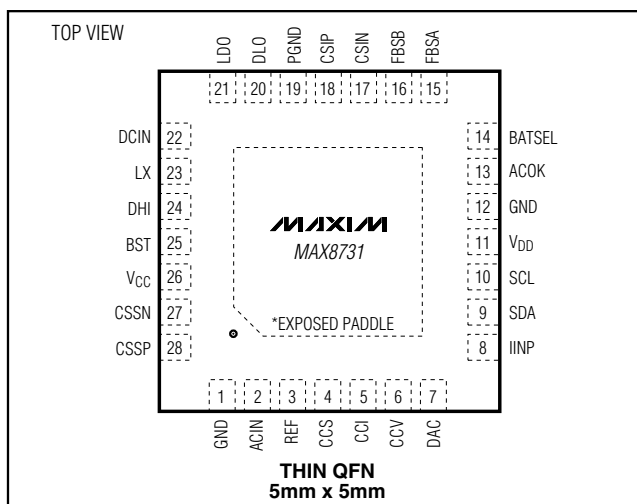 TOP VIEW
LDO
DLO
PGND
CSIP
CSIN
FBSB
FBSA
21 20 19 18 17 16 15
DCIN 22
LX 23
DHI 24
BST 25
VCC 26
CSSN 27
CSSP 28
14 BATSEL
13 ACOK
12 GND
11 VDD
10 SCL
9 SDA
8 IINP
MAXIM
MAX8731
*EXPOSED PADDLE
1 2 3 4 5 6 7
GND
ACIN
REF
CCS
CCI
CCV
DAC
THIN QFN
5mm x 5mm